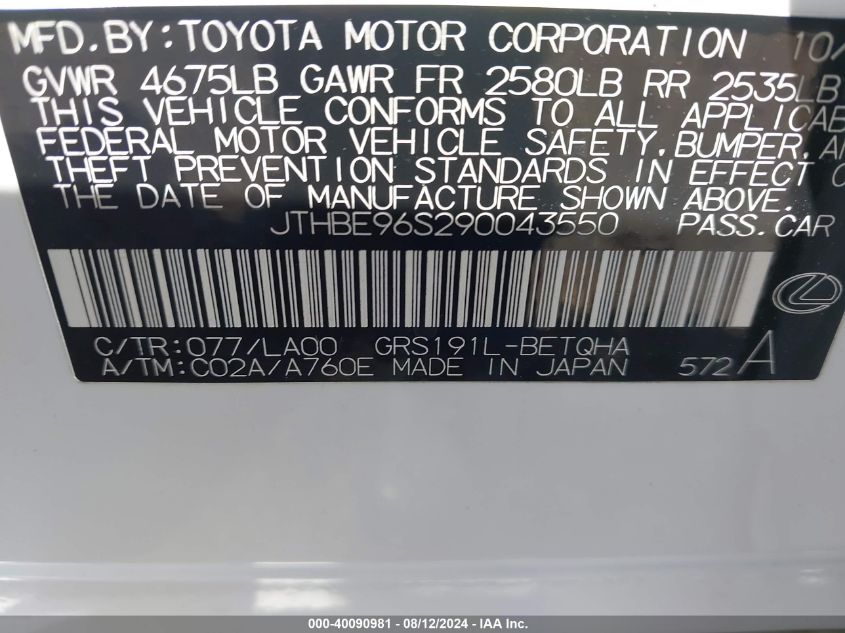 MFD.BY:TOYOTA MOTOR CORPORATION 10/
GVWR 4675LB GAWR FR 2580LB RR 2535LB
THIS VEHICLE CONFORMS TO ALL APPLICAB
FEDERAL MOTOR VEHICLE SAFETY,BUMPER,AN
THEFT PREVENTION STANDARDS IN EFFECT O
THE DATE OF MANUFACTURE SHOWN ABOVE.
JTHBE96S290043550 PASS.CAR
C/TR:077/LA00 GRS191L-BETQHA
A/TM:C02A/A760E MADE IN JAPAN 572A
000-40090981 / 08/12/2024 - IAA Inc.